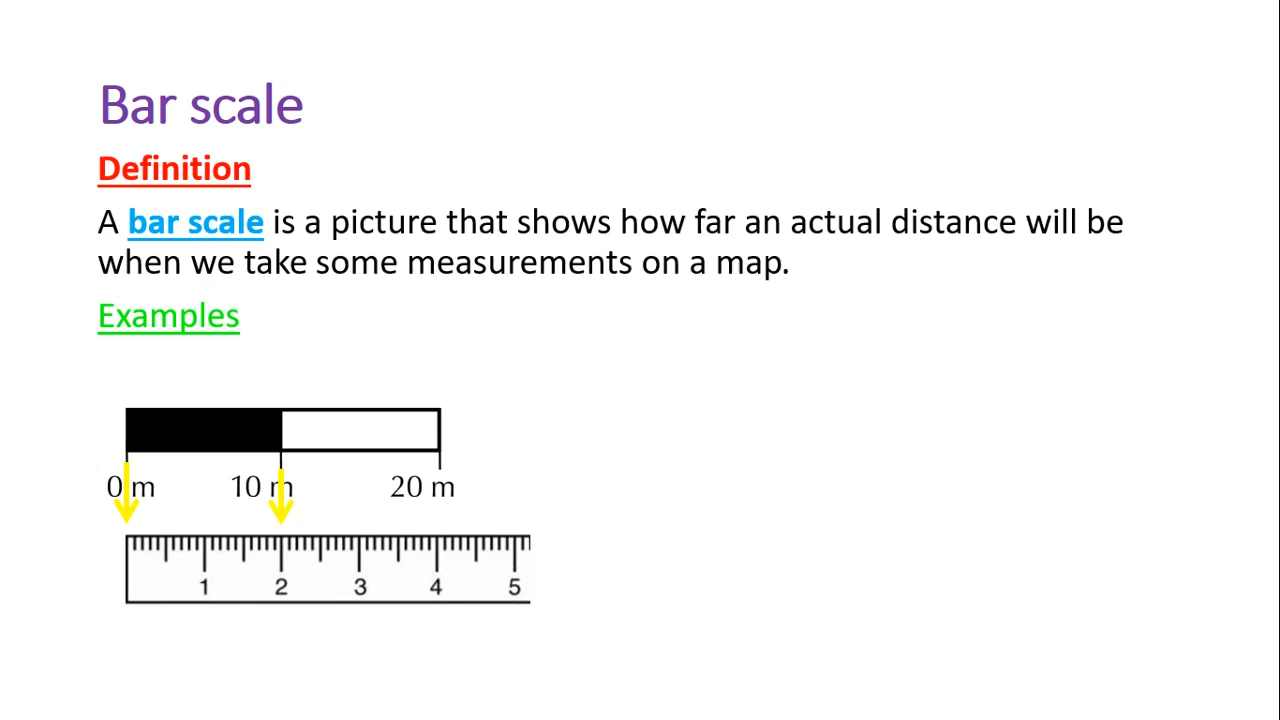 Bar scale
Definition
A bar scale is a picture that shows how far an actual distance will be
when we take some measurements on a map.
Examples
0 m 10 m 20 m
1 2 3 4 5